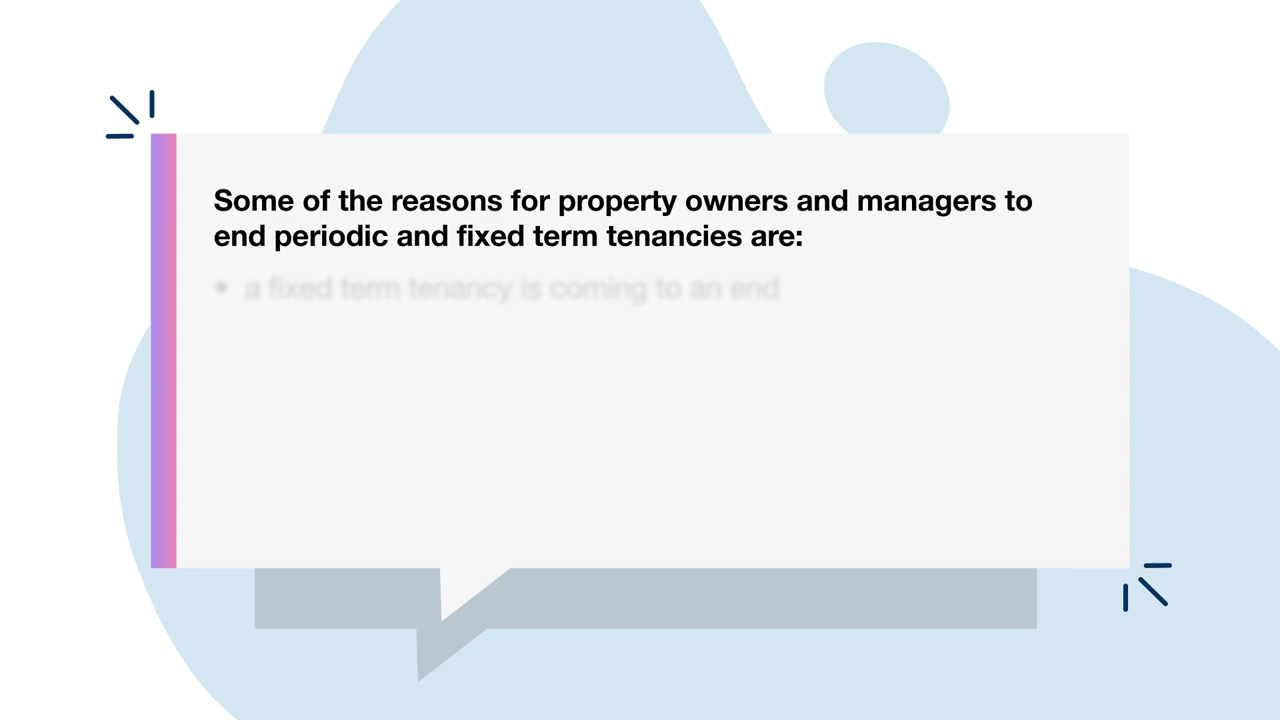 Some of the reasons for property owners and managers to
end periodic and fixed term tenancies are:
• a fixed term tenancy is coming to an end